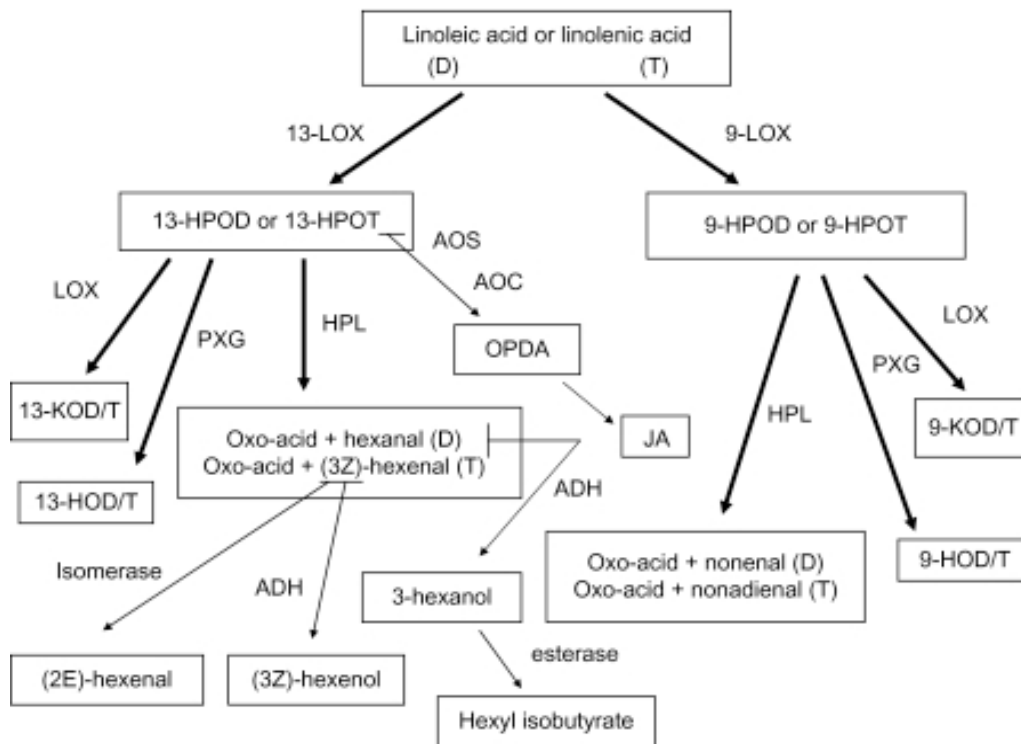 Linoleic acid or linolenic acid
(D) (T)
13-LOX
9-LOX
13-HPOD or 13-HPOT
9-HPOD or 9-HPOT
AOS
AOC
LOX
PXG
HPL
OPDA
LOX
PXG
HPL
13-KOD/T
Oxo-acid + hexanal (D)
Oxo-acid + (3Z)-hexenal (T)
JA
9-KOD/T
13-HOD/T
ADH
Isomerase
ADH
3-hexanol
Oxo-acid + nonenal (D)
Oxo-acid + nonadienal (T)
9-HOD/T
esterase
(2E)-hexenal
(3Z)-hexenol
Hexyl isobutyrate